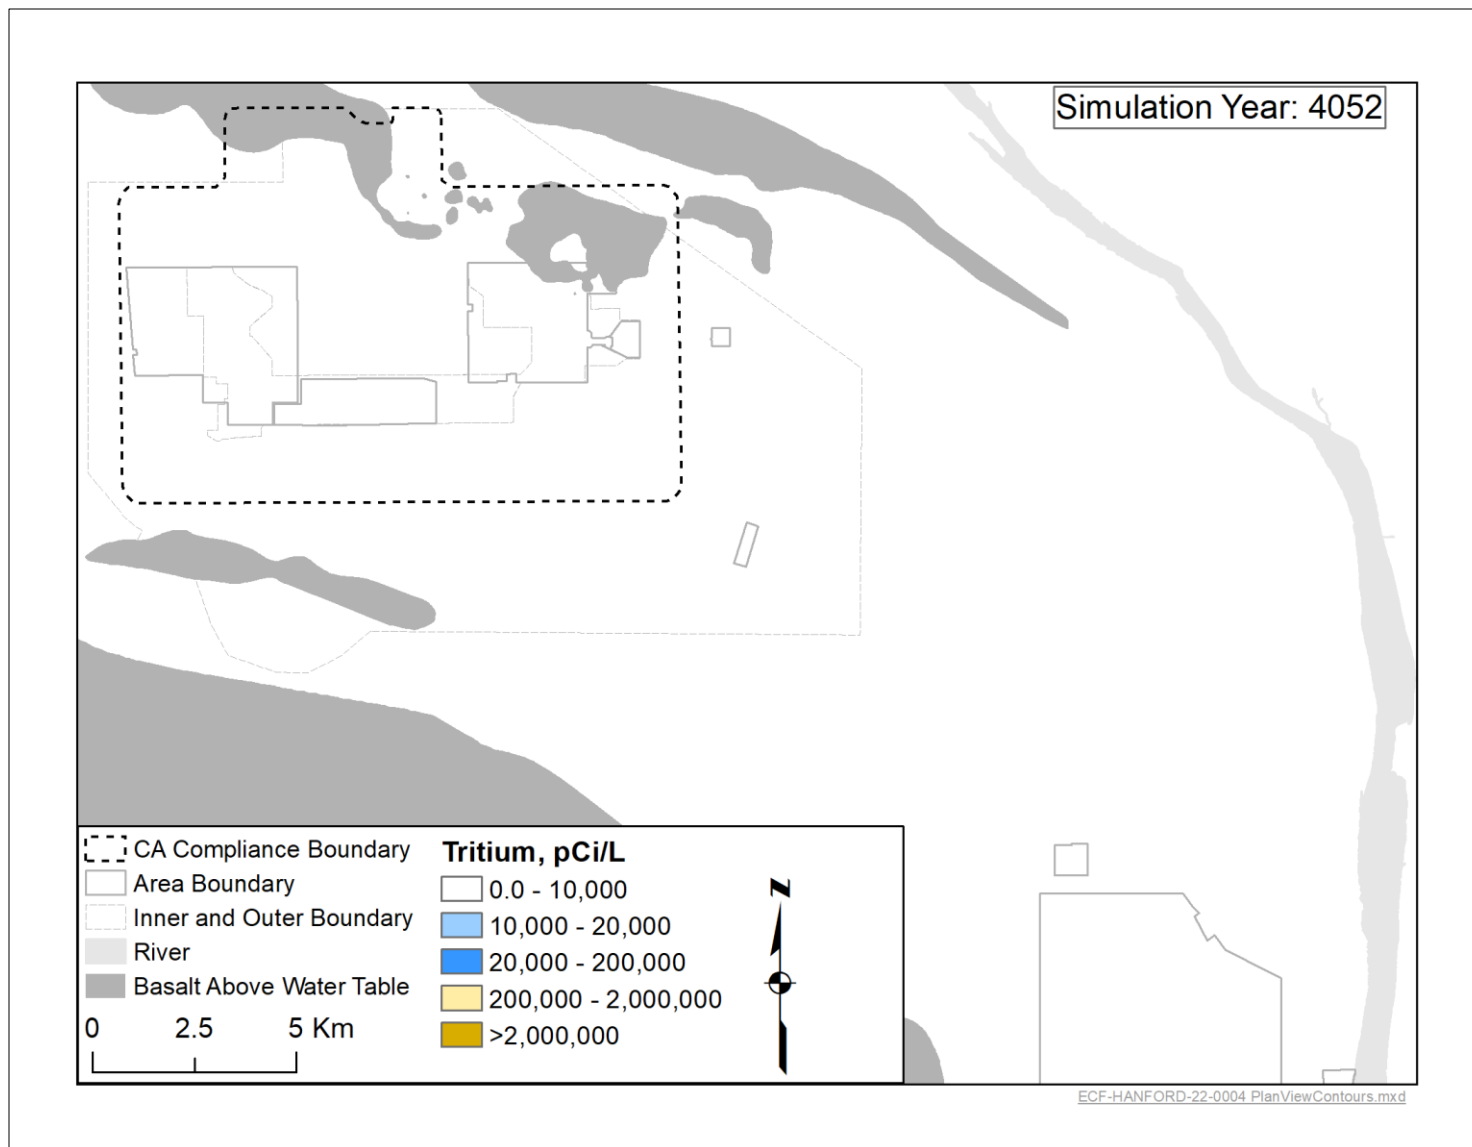 Simulation Year: 4052
CA Compliance Boundary
Area Boundary
Inner and Outer Boundary
River
Basalt Above Water Table
0 2.5 5 Km
Tritium, pCi/L
0.0 - 10,000
10,000 - 20,000
20,000 - 200,000
200,000 - 2,000,000
>2,000,000
N
ECF-HANFORD-22-0004 PlanViewContours.mxd